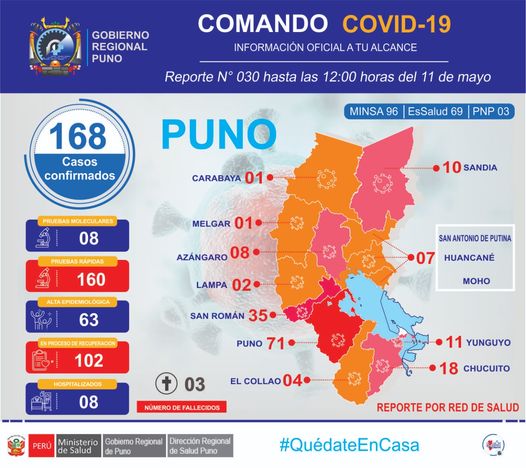 GOBIERNO
REGIONAL
PUNO
COMANDO COVID-19
INFORMACIÓN OFICIAL A TU ALCANCE
Reporte N° 030 hasta las 12:00 horas del 11 de mayo
MINSA 96 | EsSalud 69 | PNP 03
168
Casos
confirmados
PUNO
CARABAYA 01
10 SANDIA
MELGAR 01
AZÁNGARO 08
SAN ANTONIO DE PUTINA
07 HUANCANÉ
MOHO
LAMPA 02
SAN ROMÁN 35
PUNO 71
11 YUNGUYO
18 CHUCUITO
EL COLLAO 04
PRUEBAS MOLECULARES
08
PRUEBAS RÁPIDAS
160
ALTA EPIDEMIOLÓGICA
63
EN PROCESO DE RECUPERACIÓN
102
HOSPITALIZADOS
08
03
NÚMERO DE FALLECIDOS
REPORTE POR RED DE SALUD
PERÚ
Ministerio
de Salud
Gobierno Regional
de Puno
Dirección Regional
de Salud Puno
#QuédateEnCasa